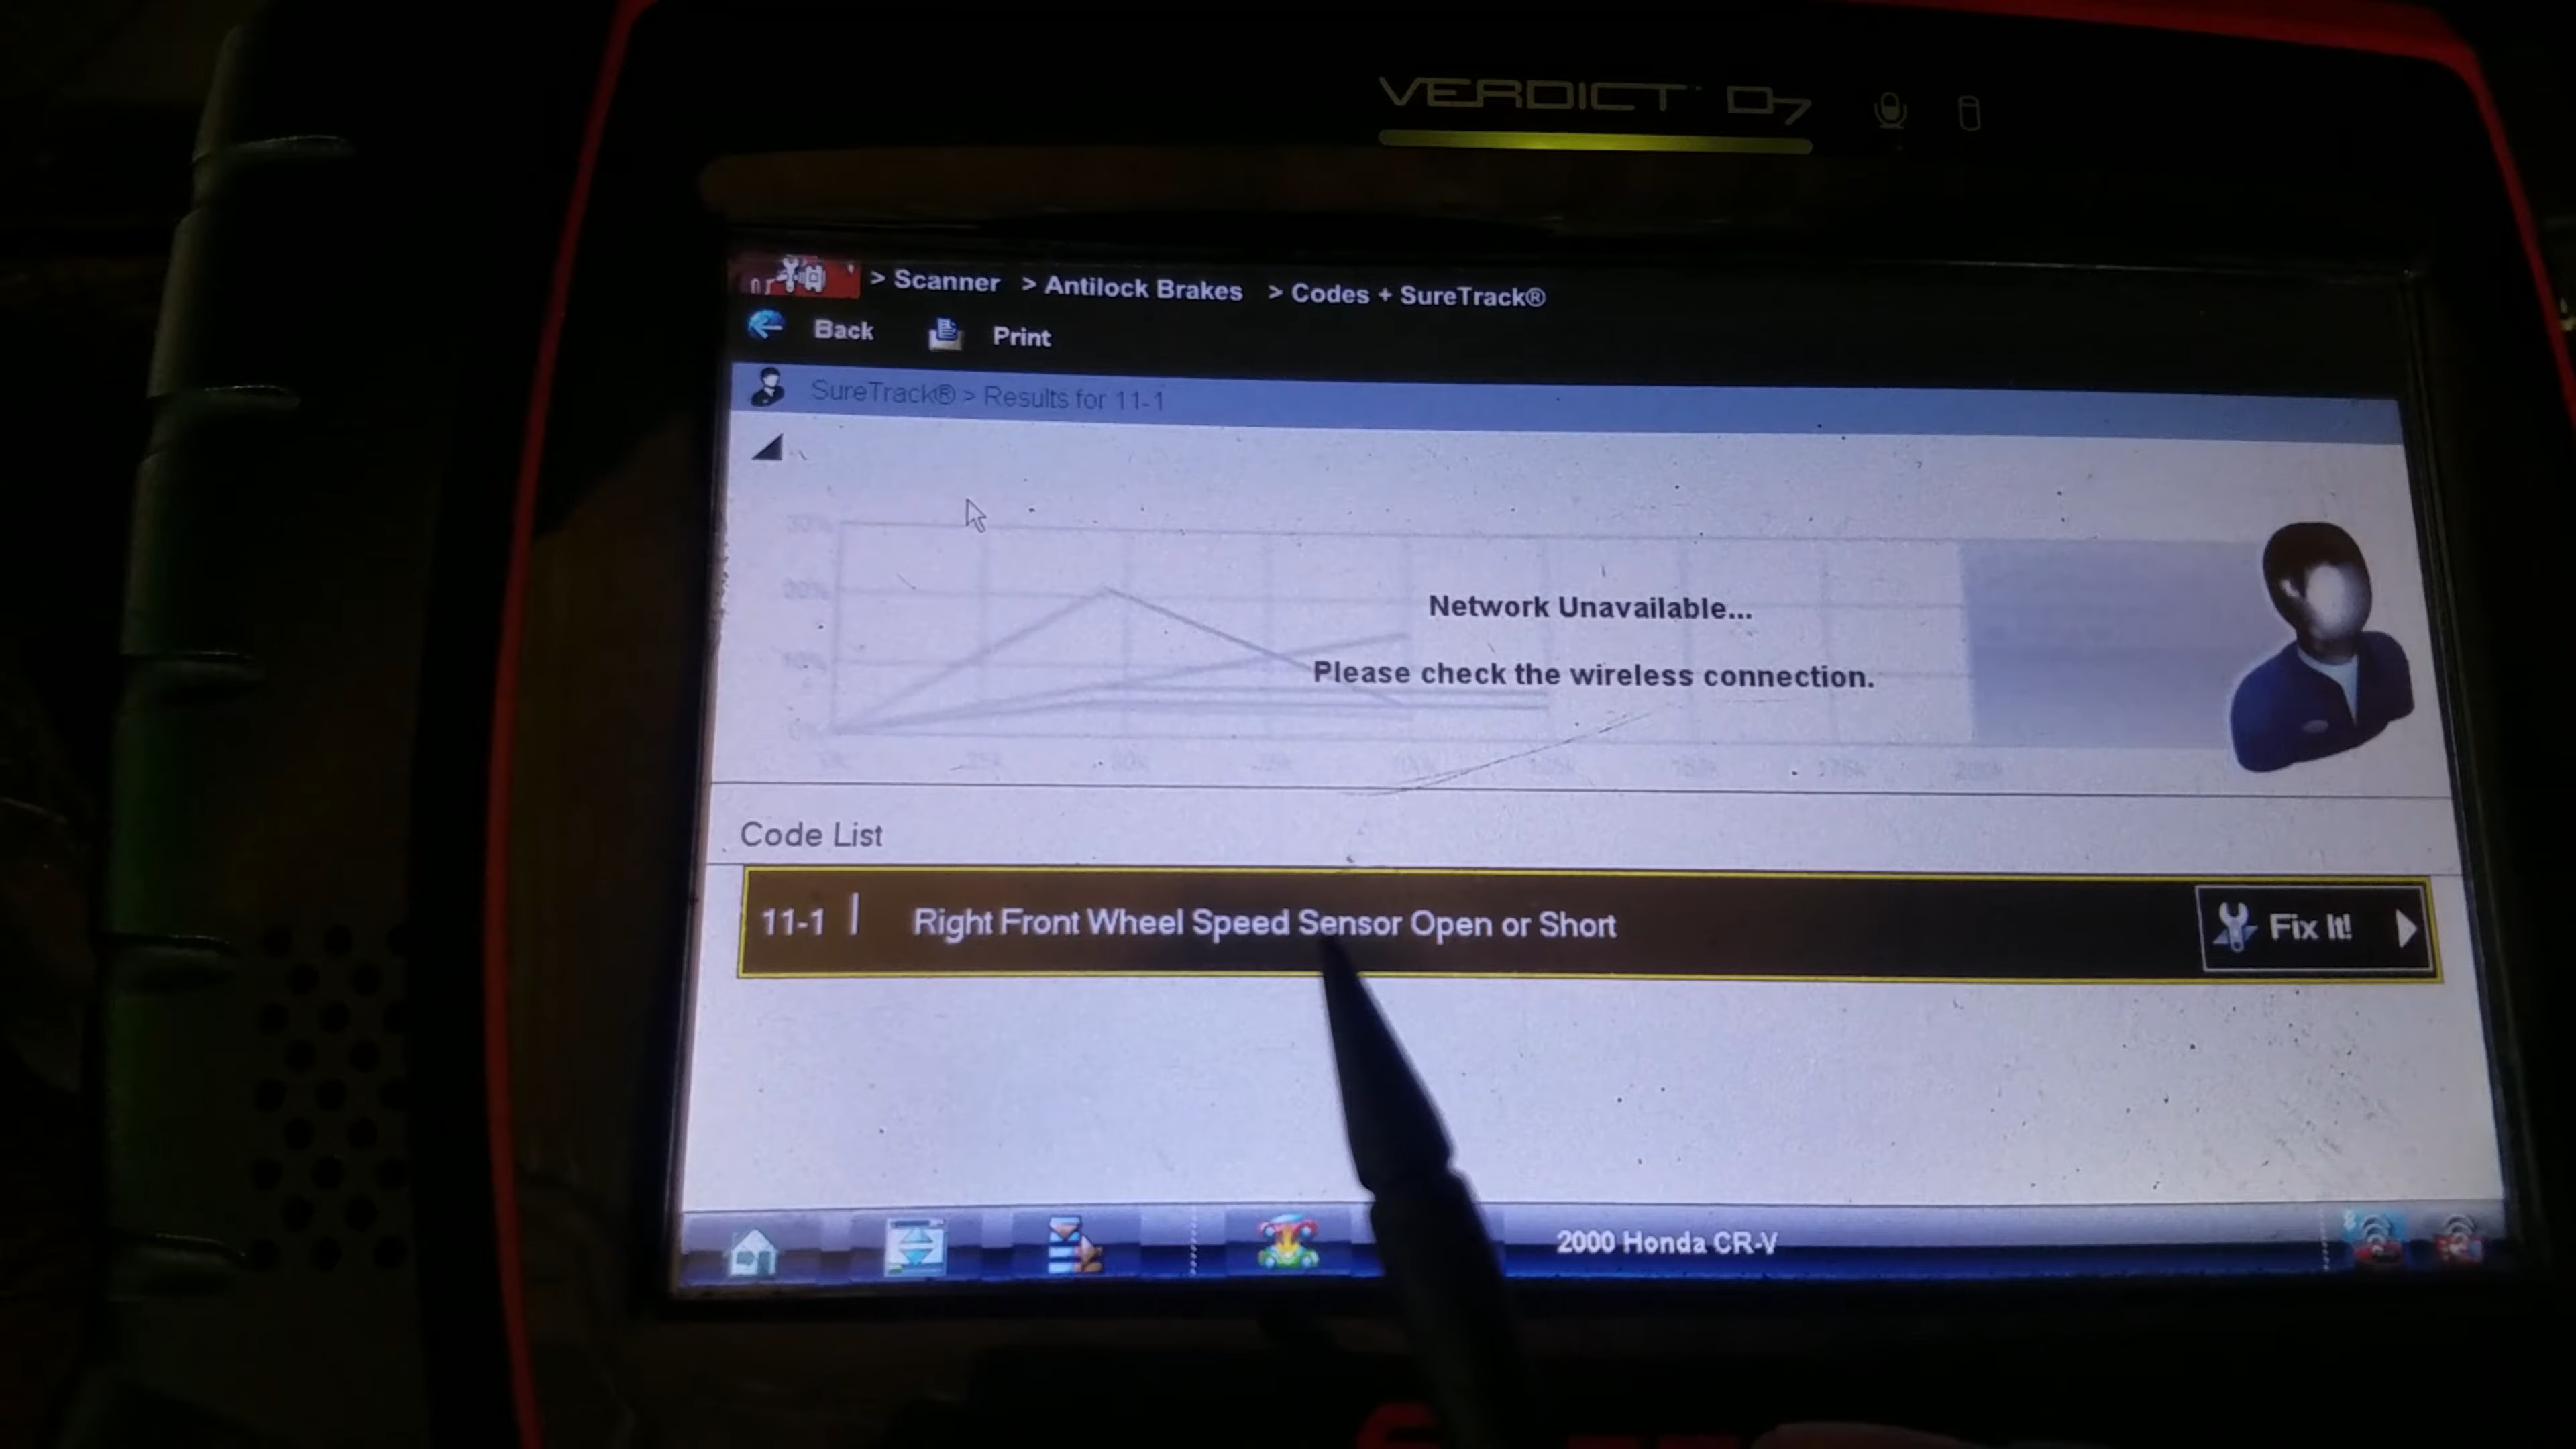 VERDICT D7
> Scanner > Antilock Brakes > Codes + SureTrack®
Back Print
SureTrack® > Results for 11-1
Network Unavailable...
Please check the wireless connection.
Code List
11-1 | Right Front Wheel Speed Sensor Open or Short Fix It!
2000 Honda CR-V